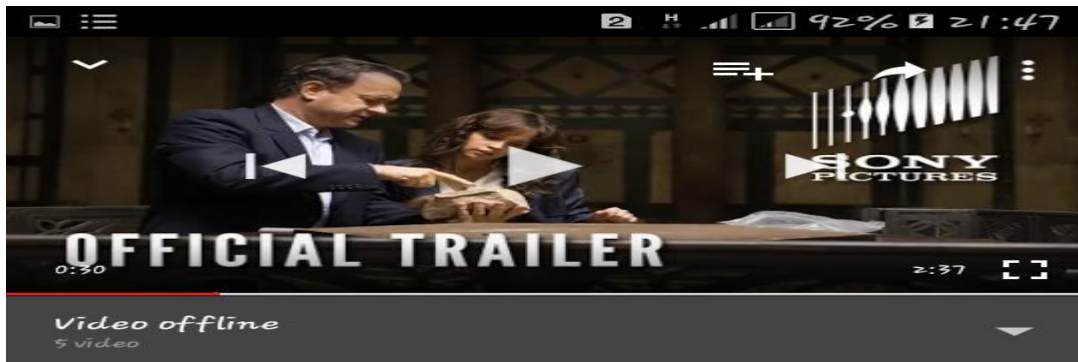 2 H 92% 21:47
SONY
PICTURES
OFFICIAL TRAILER
0:30 2:37
Video offline
5 video